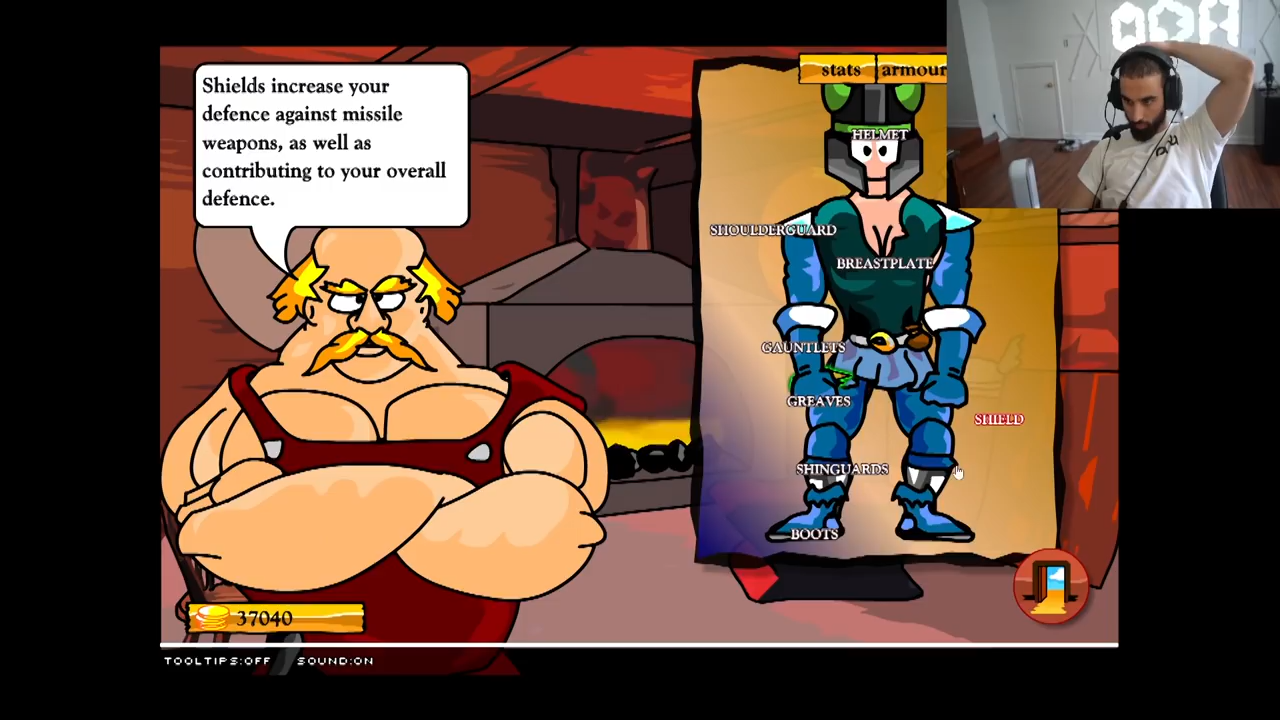 Shields increase your
defence against missile
weapons, as well as
contributing to your overall
defence.
stats
armour
HELMET
SHOULDERGUARD
BREASTPLATE
GAUNTLETS
GREAVES
SHIELD
SHINGUARDS
BOOTS
37040
TOOLTIPS:OFF SOUND:ON